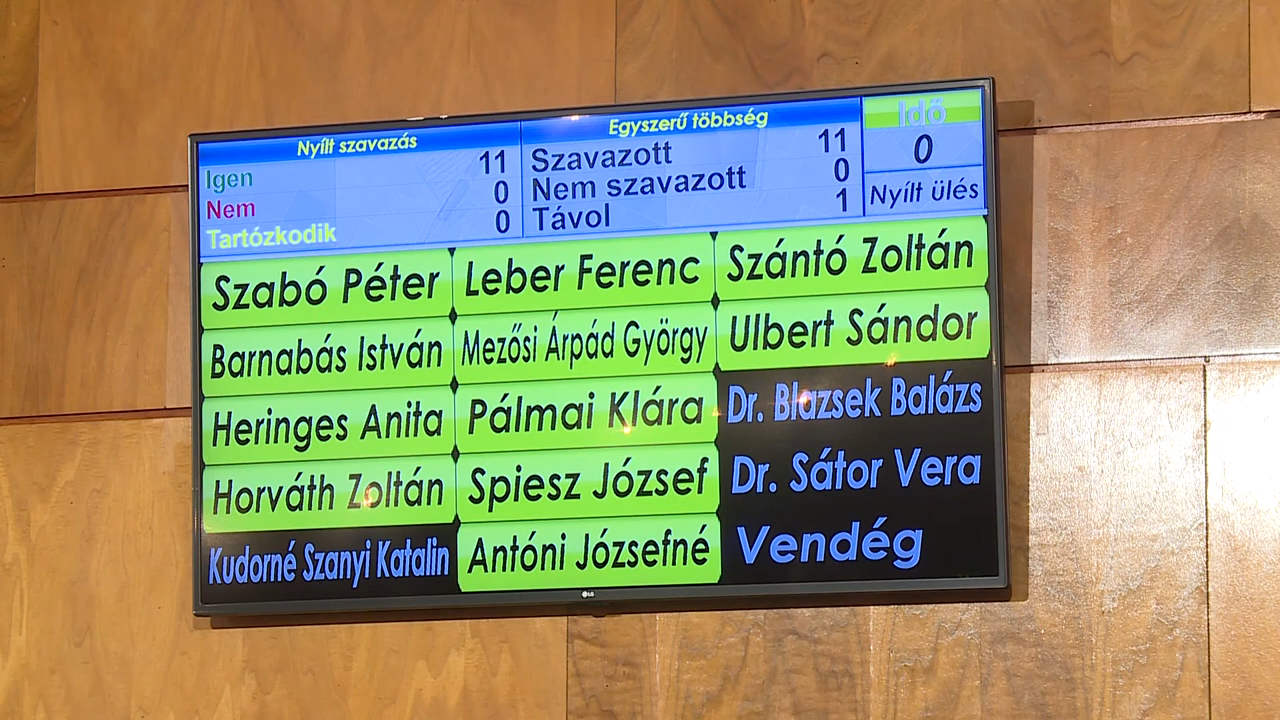 Nyílt szavazás
Igen 11
Nem 0
Tartózkodik 0
Egyszerű többség
Szavazott 11
Nem szavazott 0
Távol 1
Idő
0
Nyílt ülés
Szabó Péter
Barnabás István
Heringes Anita
Horváth Zoltán
Kudorné Szanyi Katalin
Leber Ferenc
Mezősi Árpád György
Pálmai Klára
Spiesz József
Antóni Józsefné
Szántó Zoltán
Ulbert Sándor
Dr. Blazsek Balázs
Dr. Sátor Vera
Vendég
LG